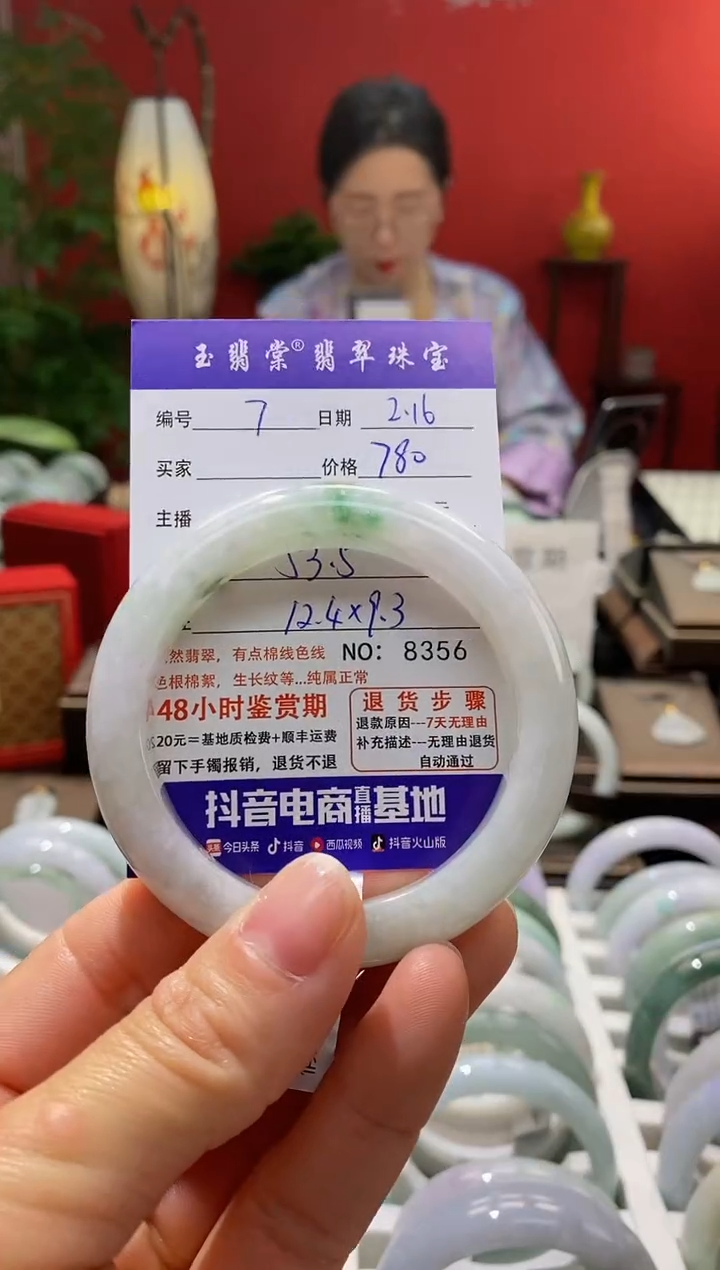 玉翡棠®翡翠珠宝
编号 7 日期 2.16
买家 价格 780
主播
53.5
12.4×9.3
然翡翠，有点棉线色线 NO: 8356
色根棉絮，生长纹等...纯属正常
48小时鉴赏期
20元=基地质检费+顺丰运费
留下手镯报销，退货不退
退货步骤
退款原因---7天无理由
补充描述---无理由退货
自动通过
抖音电商直播基地
头条 今日头条 抖音 西瓜视频 抖音火山版